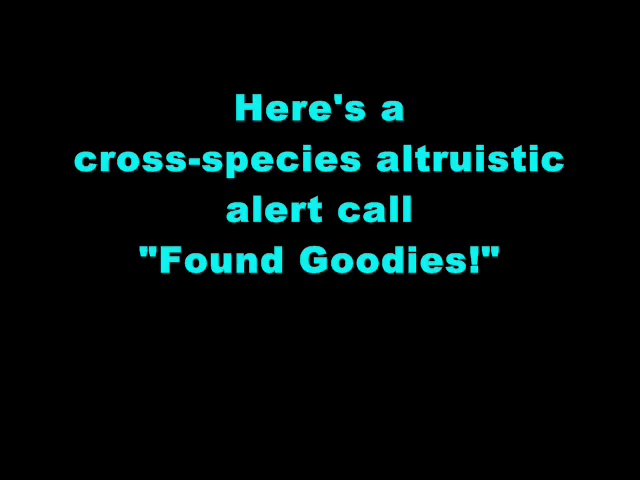 Here's a
cross-species altruistic
alert call
"Found Goodies!"